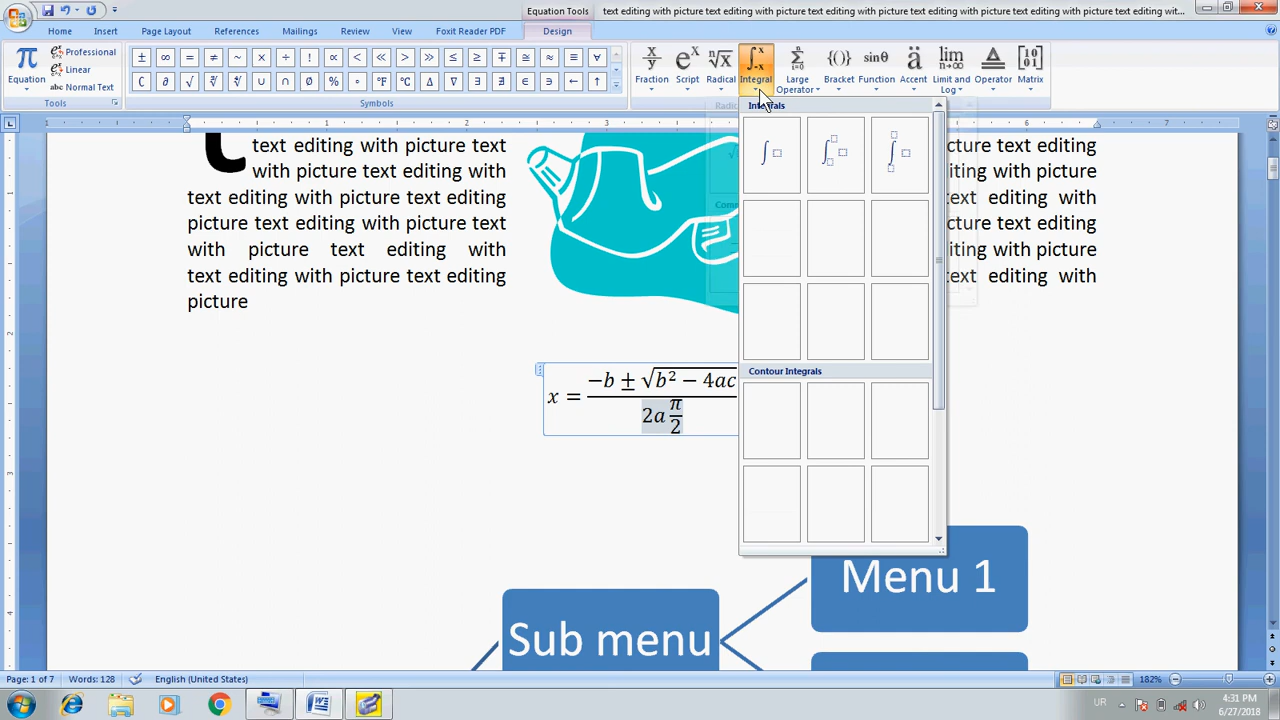 Equation Tools
text editing with picture text editing with picture text editing with picture text editing with picture text editing with picture wit...
Home Insert Page Layout References Mailings Review View Foxit Reader PDF Design
π Equation
Professional
Linear
abc Normal Text
Tools
± ∞ = ≠ ~ × ÷ ! ∝ < ≪ > ≫ ∓ ≅ ≈ ≡ ∀
∁ ∂ √ ∛ ∜ ∪ ∩ ∅ % ° ℉ ℃ ∆ ∇ ∃ ∄ ∈ ← ↑
Symbols
Fraction Script Radical Integral Large Operator Bracket Function Accent Limit and Log Operator Matrix
Integrals
Contour Integrals
text editing with picture text
with picture text editing with
text editing with picture text editing
picture text editing with picture text
with picture text editing with
text editing with picture text editing
picture
cture text editing
editing with
ting with picture
ext editing with
x = −b ± √b² − 4ac / 2a π/2
Menu 1
Sub menu
Page: 1 of 7 Words: 128 English (United States) 182%
UR
4:31 PM
6/27/2018